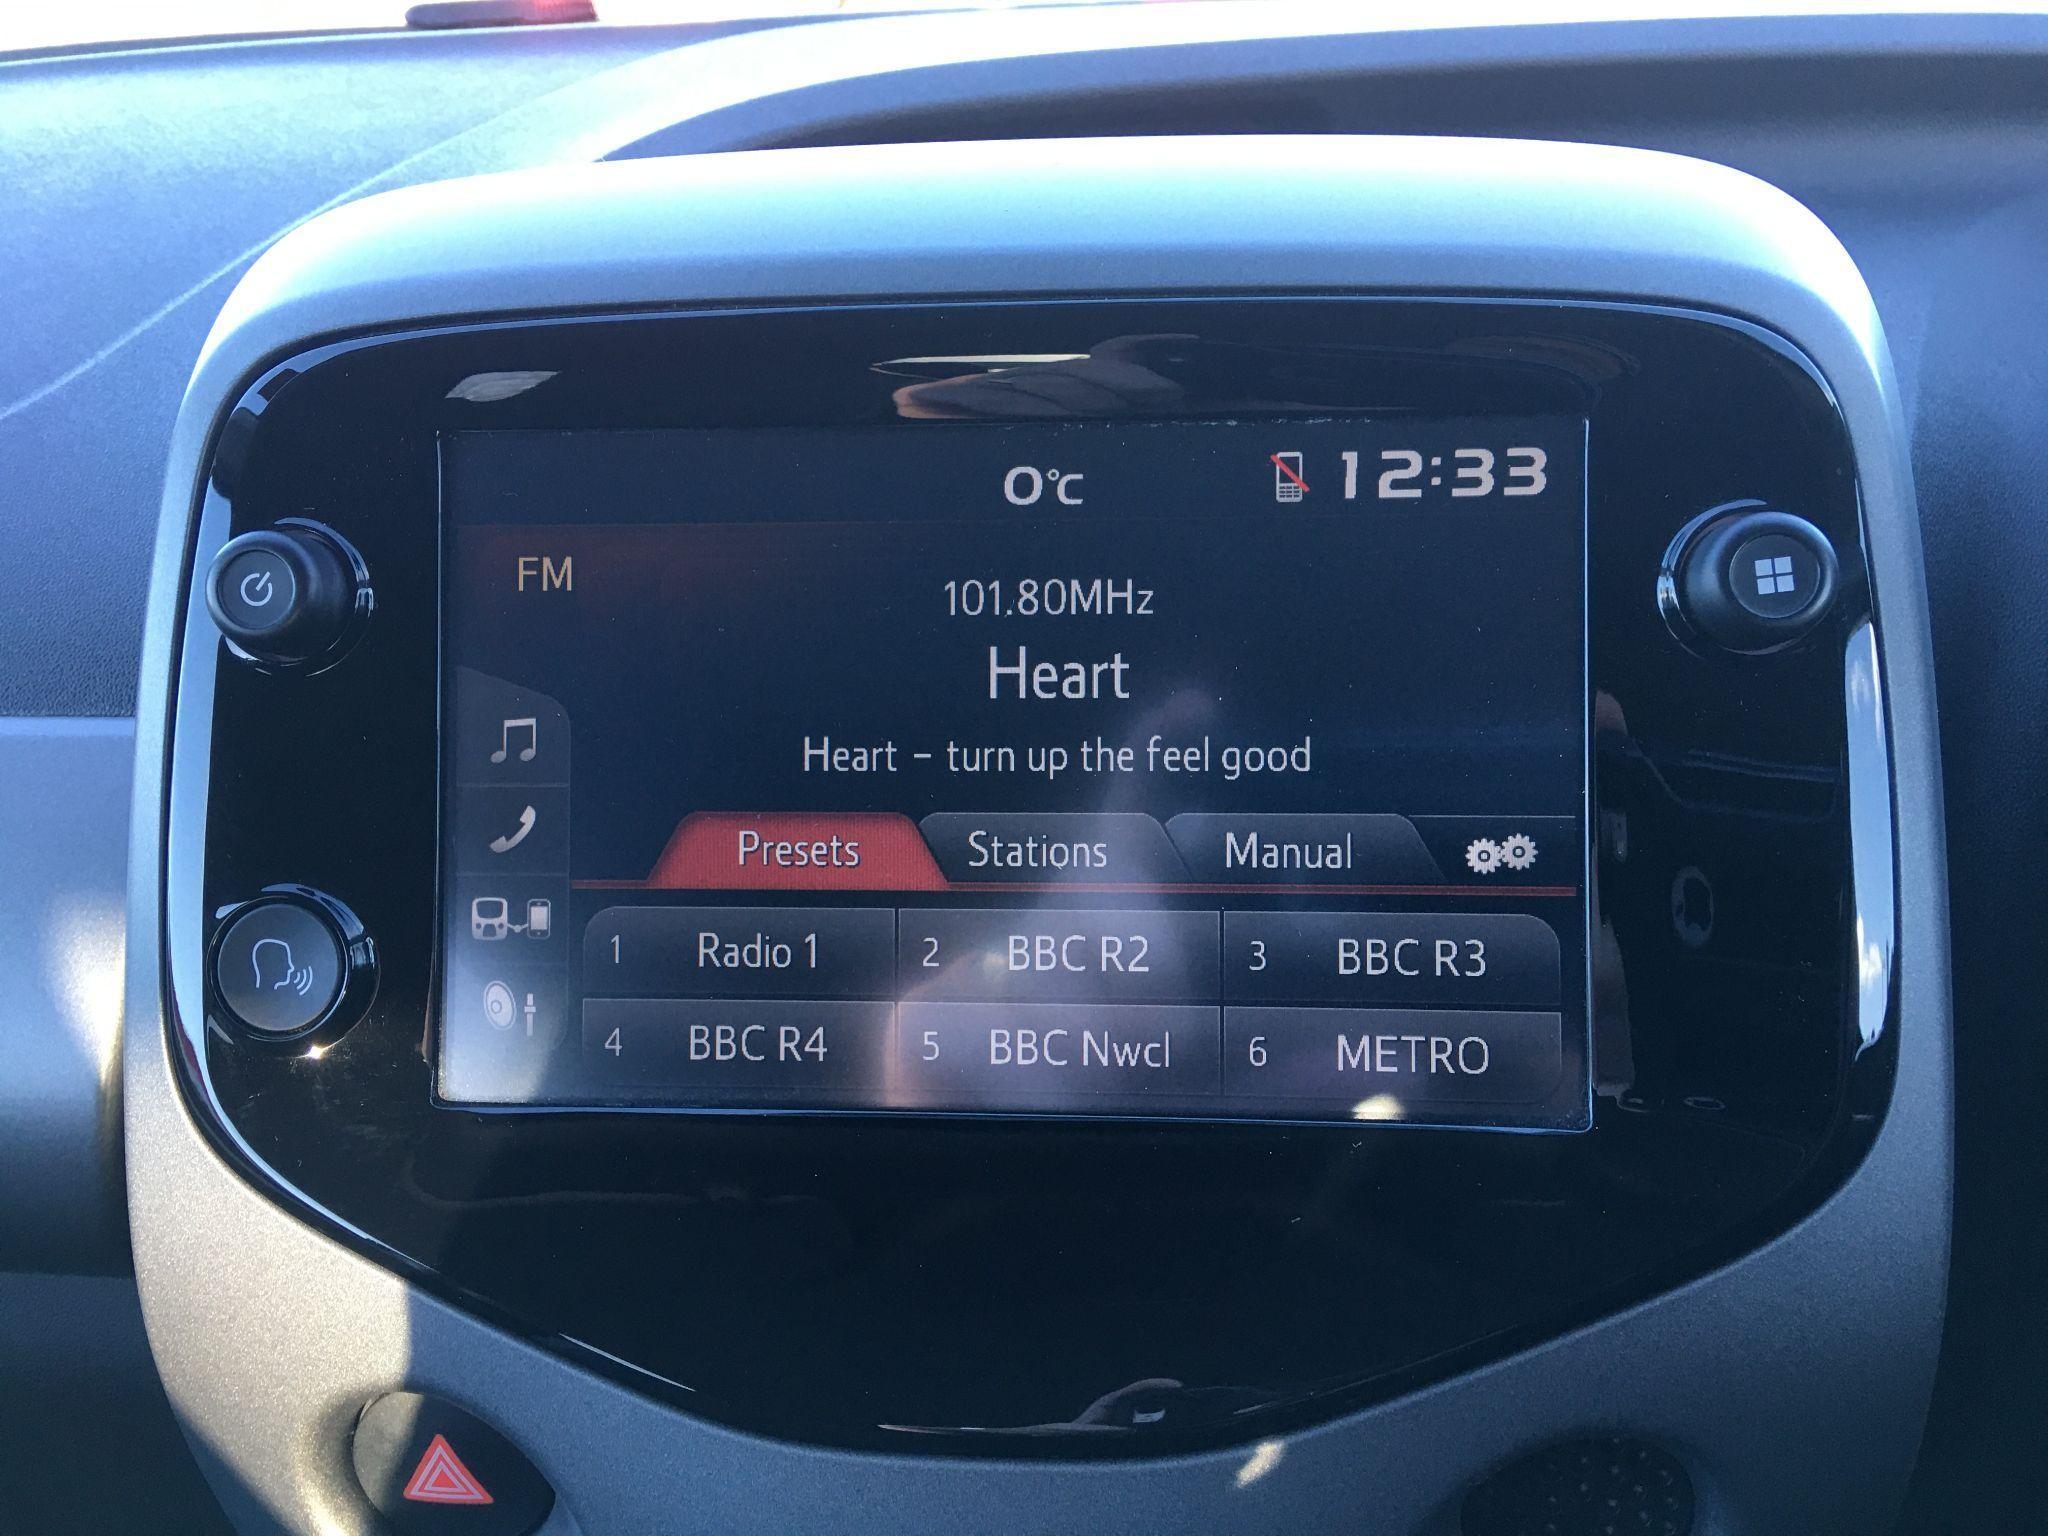 0°C 12:33
FM
101.80MHz
Heart
Heart – turn up the feel good
Presets Stations Manual
1 Radio 1 2 BBC R2 3 BBC R3
4 BBC R4 5 BBC Nwcl 6 METRO